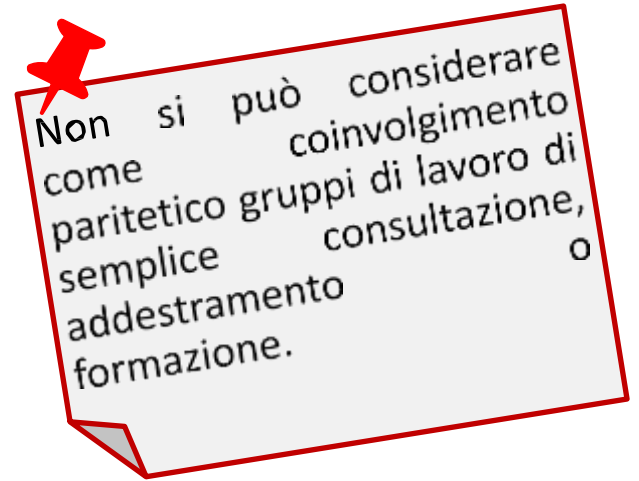 Non si può considerare
come coinvolgimento
paritetico gruppi di lavoro di
semplice consultazione,
addestramento o
formazione.